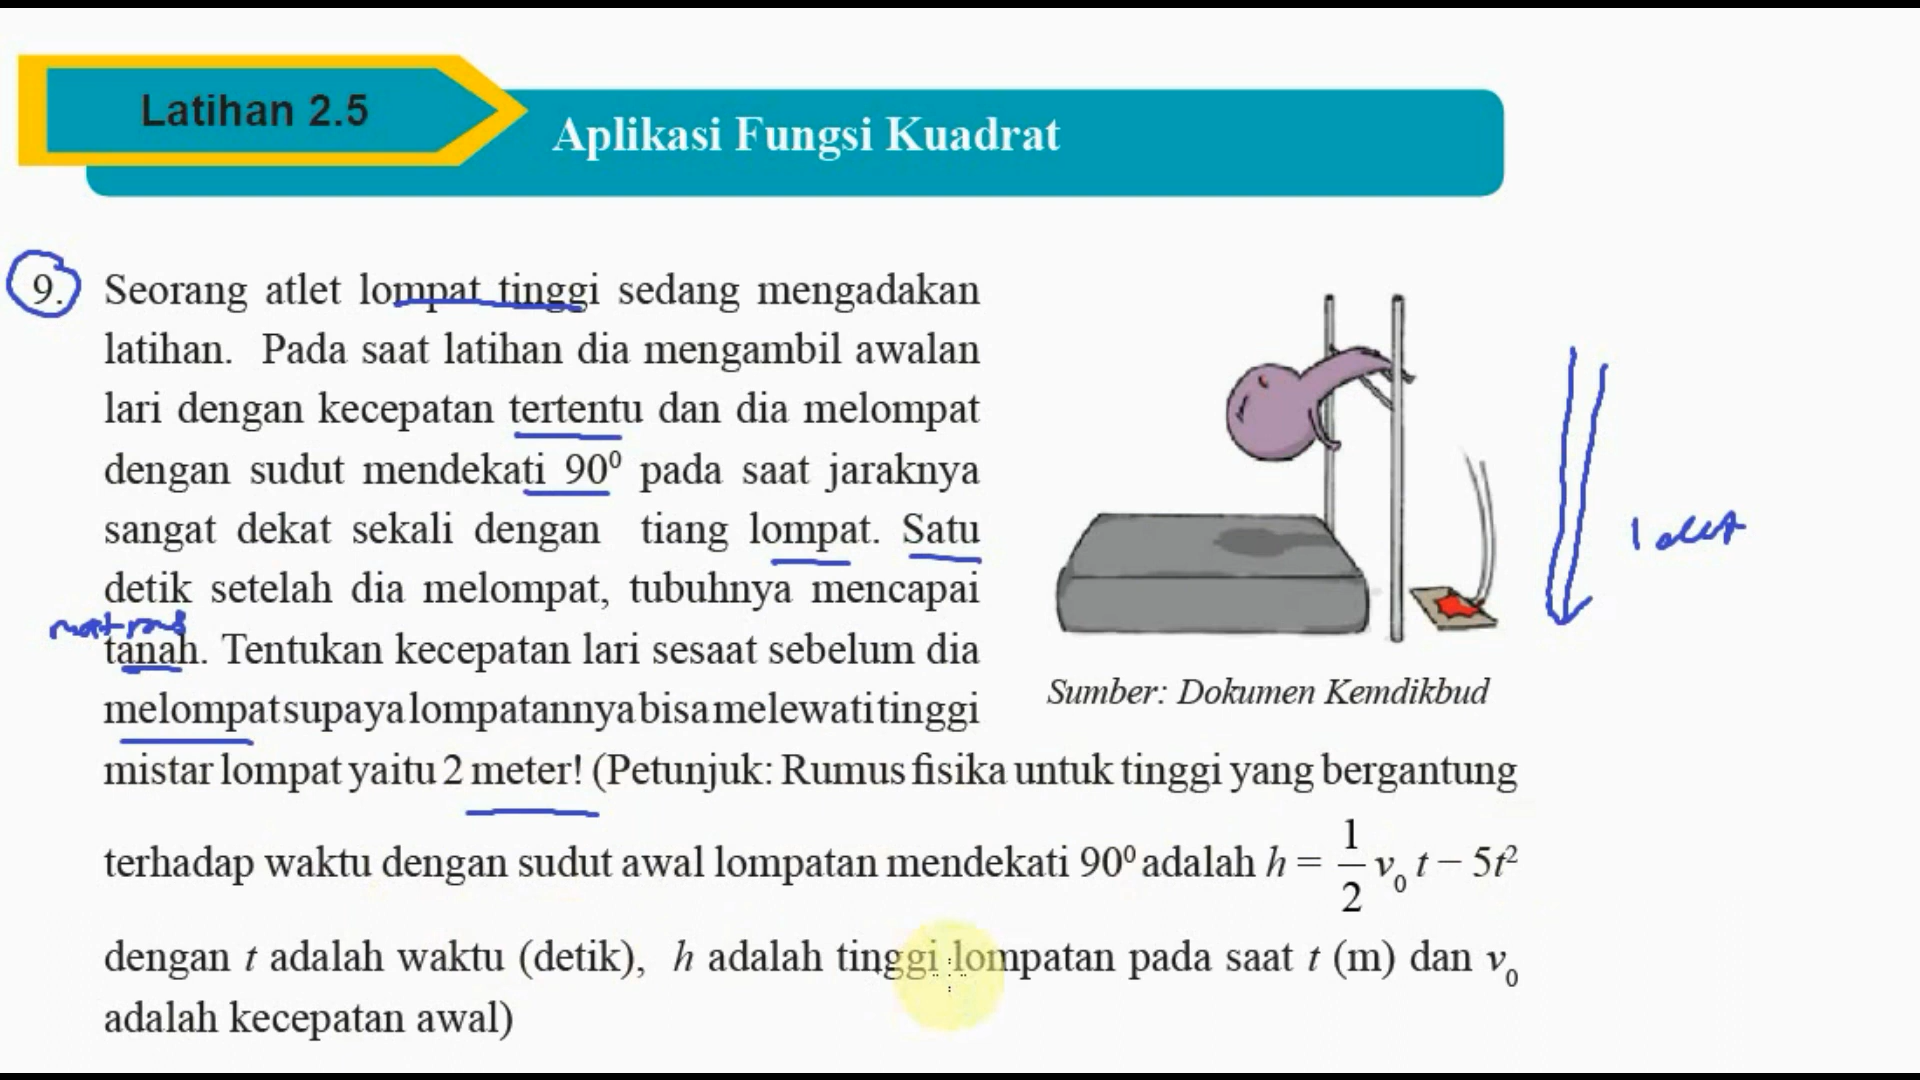 Latihan 2.5
Aplikasi Fungsi Kuadrat
9. Seorang atlet lompat tinggi sedang mengadakan
latihan. Pada saat latihan dia mengambil awalan
lari dengan kecepatan tertentu dan dia melompat
dengan sudut mendekati 90⁰ pada saat jaraknya
sangat dekat sekali dengan tiang lompat. Satu
detik setelah dia melompat, tubuhnya mencapai
tanah. Tentukan kecepatan lari sesaat sebelum dia
melompat supaya lompatannya bisa melewati tinggi
mistar lompat yaitu 2 meter! (Petunjuk: Rumus fisika untuk tinggi yang bergantung
terhadap waktu dengan sudut awal lompatan mendekati 90⁰ adalah h = 1/2 v₀ t – 5t²
dengan t adalah waktu (detik), h adalah tinggi lompatan pada saat t (m) dan v₀
adalah kecepatan awal)
Sumber: Dokumen Kemdikbud